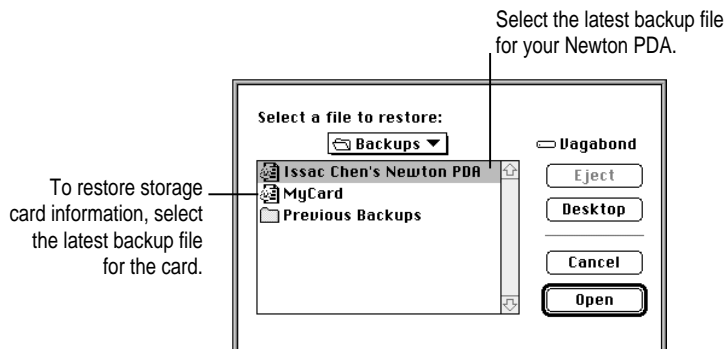 Select the latest backup file
for your Newton PDA.
Select a file to restore:
Backups
Vagabond
Issac Chen's Newton PDA
Eject
To restore storage
card information, select
the latest backup file
for the card.
MyCard
Desktop
Previous Backups
Cancel
Open